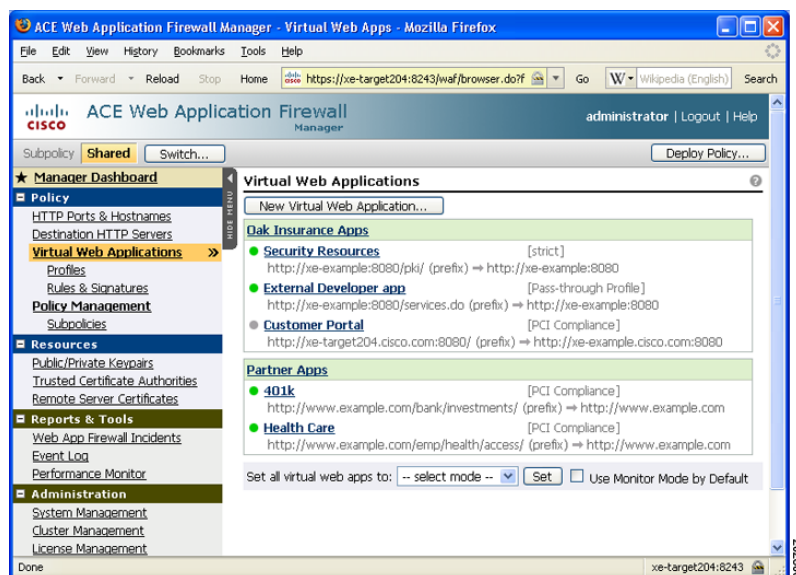 ACE Web Application Firewall Manager - Virtual Web Apps - Mozilla Firefox
File Edit View History Bookmarks Tools Help
Back Forward Reload Stop Home https://xe-target204:8243/waf/browser.do?f Go W Wikipedia (English) Search
CISCO ACE Web Application Firewall
Manager
administrator | Logout | Help
Subpolicy Shared Switch... Deploy Policy...
Manager Dashboard
Policy
HTTP Ports & Hostnames
Destination HTTP Servers
Virtual Web Applications »
Profiles
Rules & Signatures
Policy Management
Subpolicies
Resources
Public/Private Keypairs
Trusted Certificate Authorities
Remote Server Certificates
Reports & Tools
Web App Firewall Incidents
Event Log
Performance Monitor
Administration
System Management
Cluster Management
License Management
HIDE MENU
Virtual Web Applications ?
New Virtual Web Application...
Oak Insurance Apps
Security Resources [strict]
http://xe-example:8080/pki/ (prefix) ⇒ http://xe-example:8080
External Developer app [Pass-through Profile]
http://xe-example:8080/services.do (prefix) ⇒ http://xe-example:8080
Customer Portal [PCI Compliance]
http://xe-target204.cisco.com:8080/ (prefix) ⇒ http://xe-example.cisco.com:8080
Partner Apps
401k [PCI Compliance]
http://www.example.com/bank/investments/ (prefix) ⇒ http://www.example.com
Health Care [PCI Compliance]
http://www.example.com/emp/health/access/ (prefix) ⇒ http://www.example.com
Set all virtual web apps to: -- select mode -- Set Use Monitor Mode by Default
Done xe-target204:8243